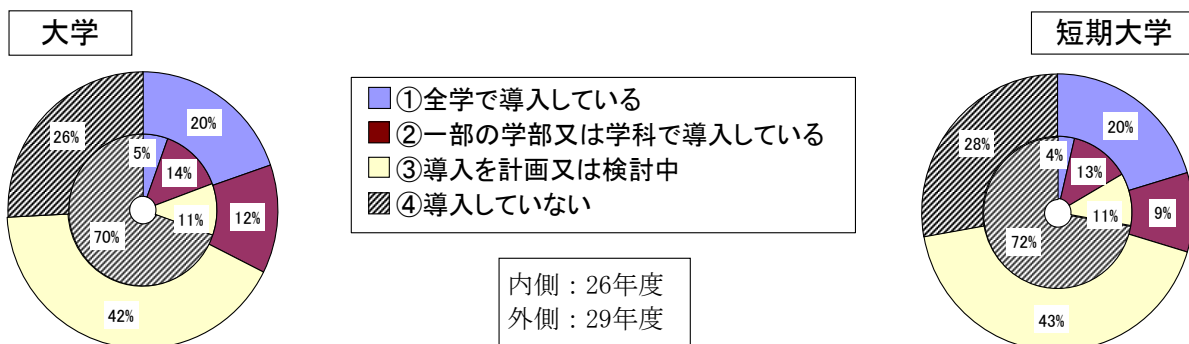 大学
短期大学
①全学で導入している
②一部の学部又は学科で導入している
③導入を計画又は検討中
④導入していない
内側：26年度
外側：29年度
20%
12%
42%
26%
5%
14%
11%
70%
20%
9%
43%
28%
4%
13%
11%
72%